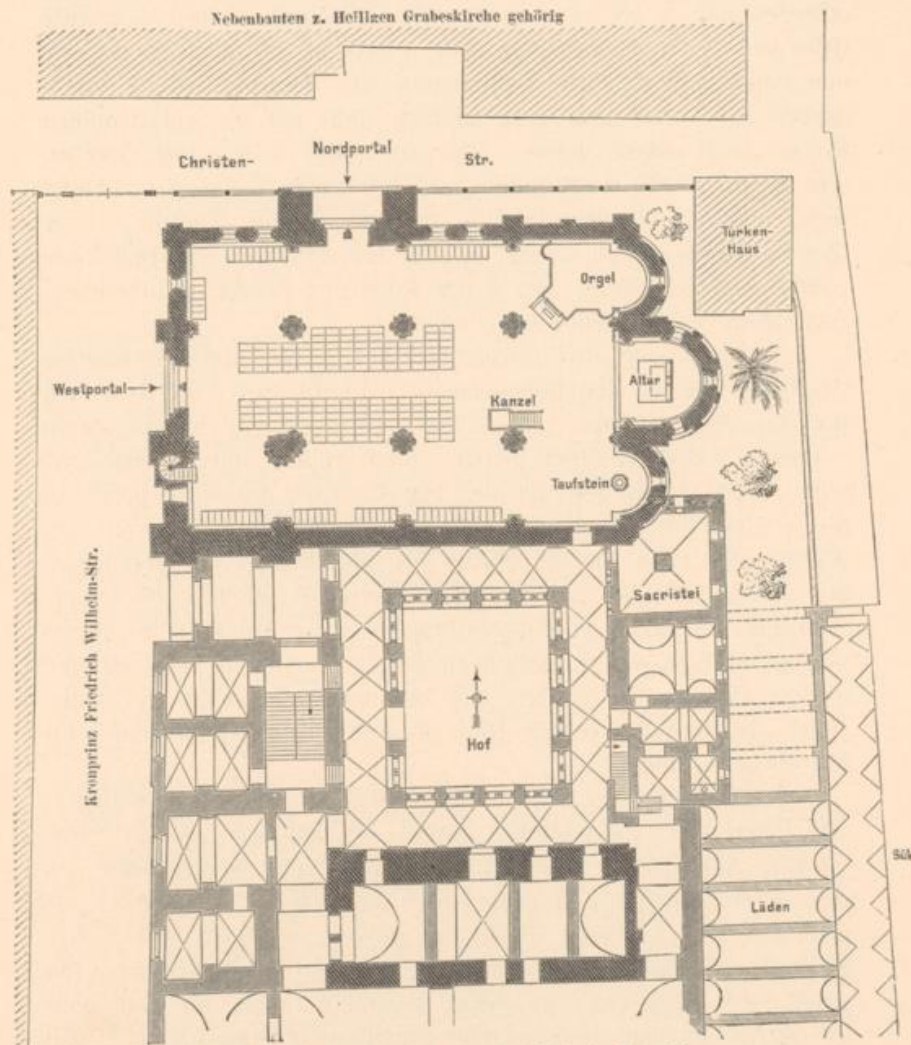 Nebenbauten z. Heiligen Grabeskirche gehörig
Christen-
Nordportal
Str.
Türken-
Haus
Orgel
Westportal
Altar
Kanzel
Taufstein
Kronprinz Friedrich Wilhelm-Str.
Sacristei
Hof
Läden